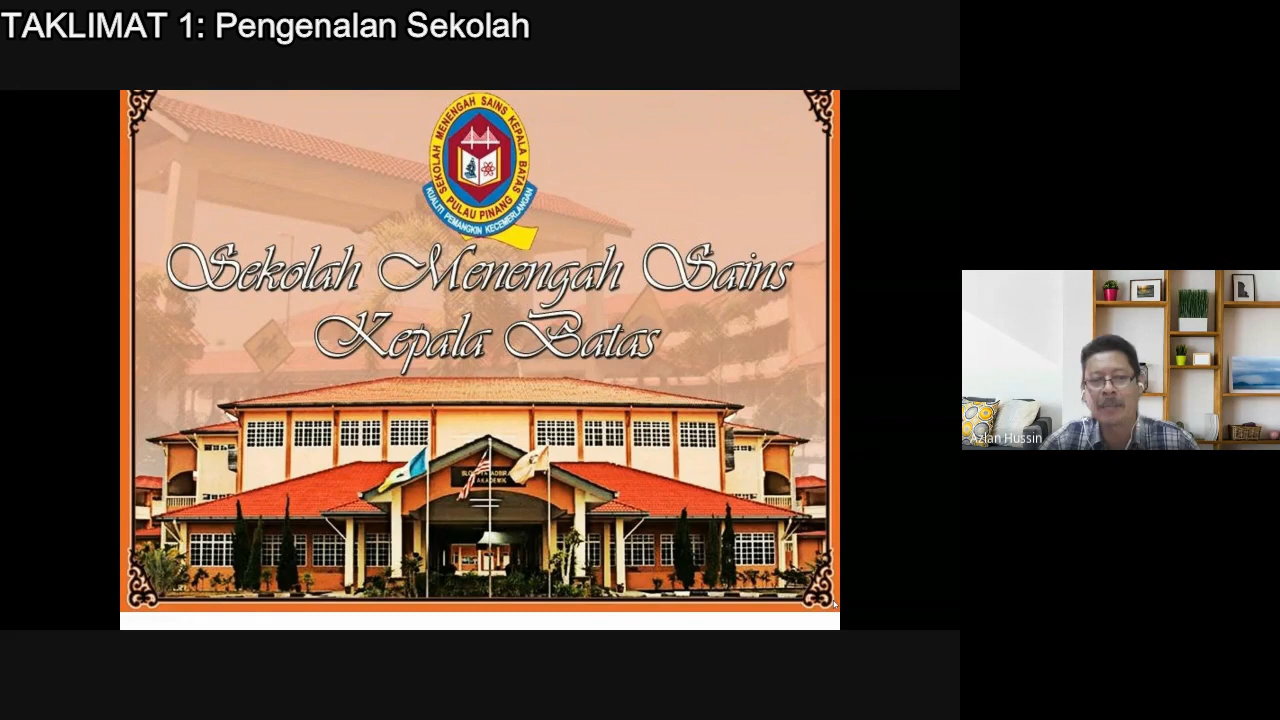 TAKLIMAT 1: Pengenalan Sekolah
SEKOLAH MENENGAH SAINS KEPALA BATAS
PULAU PINANG
KUALITI PEMANGKIN KECEMERLANGAN
Sekolah Menengah Sains
Kepala Batas
AKADEMIK
Azlan Hussin